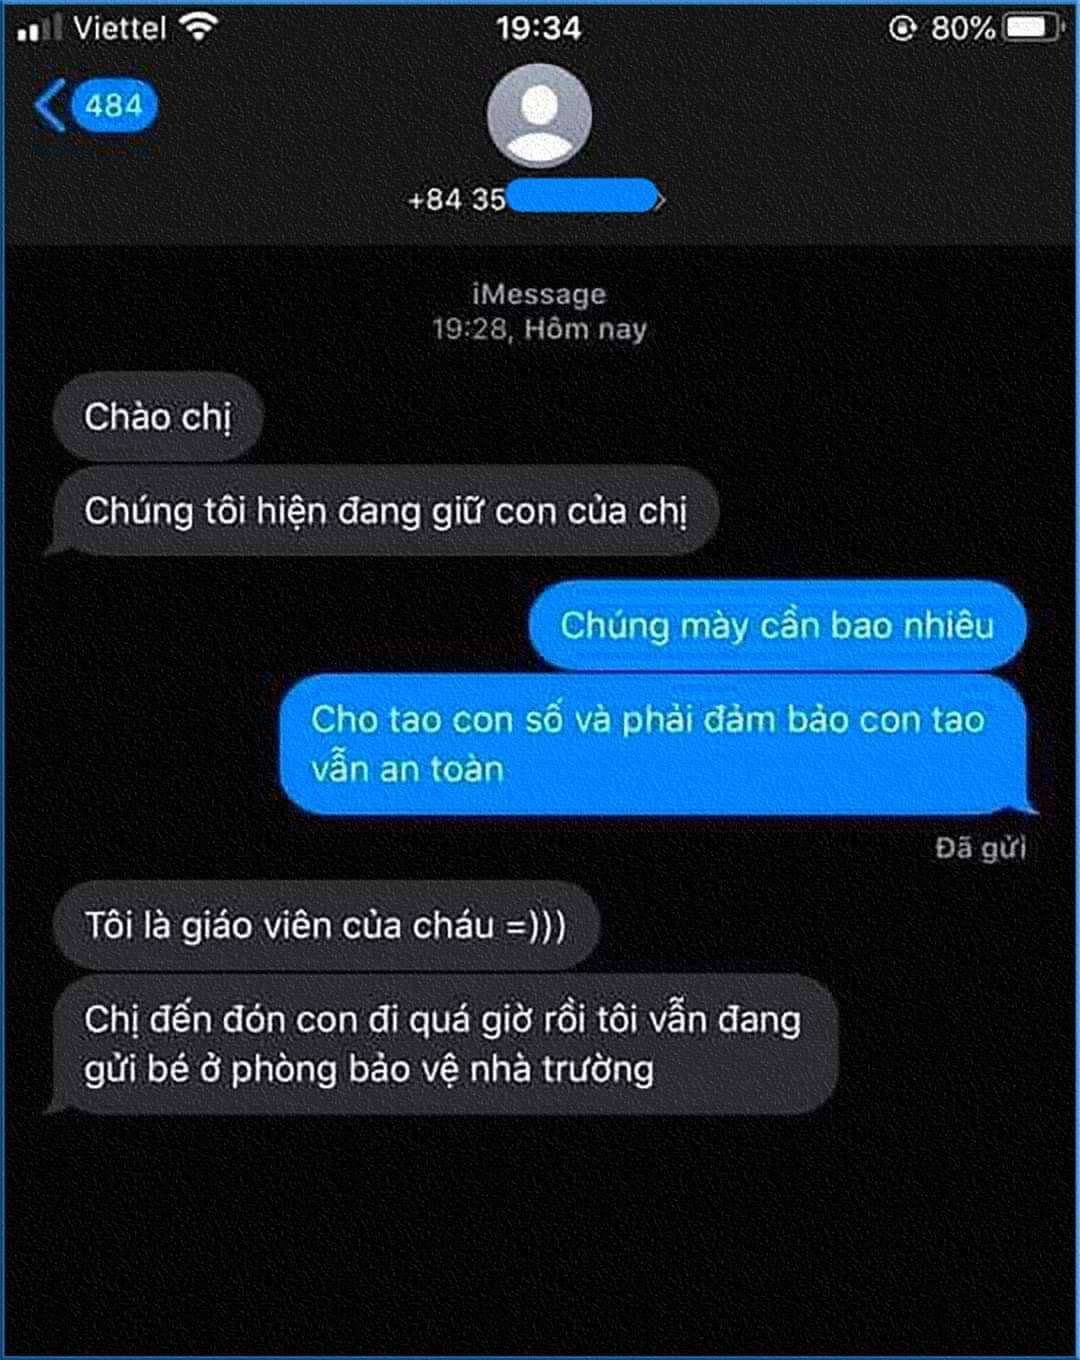 Viettel 19:34 80%
484
+84 35
iMessage
19:28, Hôm nay
Chào chị
Chúng tôi hiện đang giữ con của chị
Chúng mày cần bao nhiêu
Cho tao con số và phải đảm bảo con tao
vẫn an toàn
Đã gửi
Tôi là giáo viên của cháu =)))
Chị đến đón con đi quá giờ rồi tôi vẫn đang
gửi bé ở phòng bảo vệ nhà trường